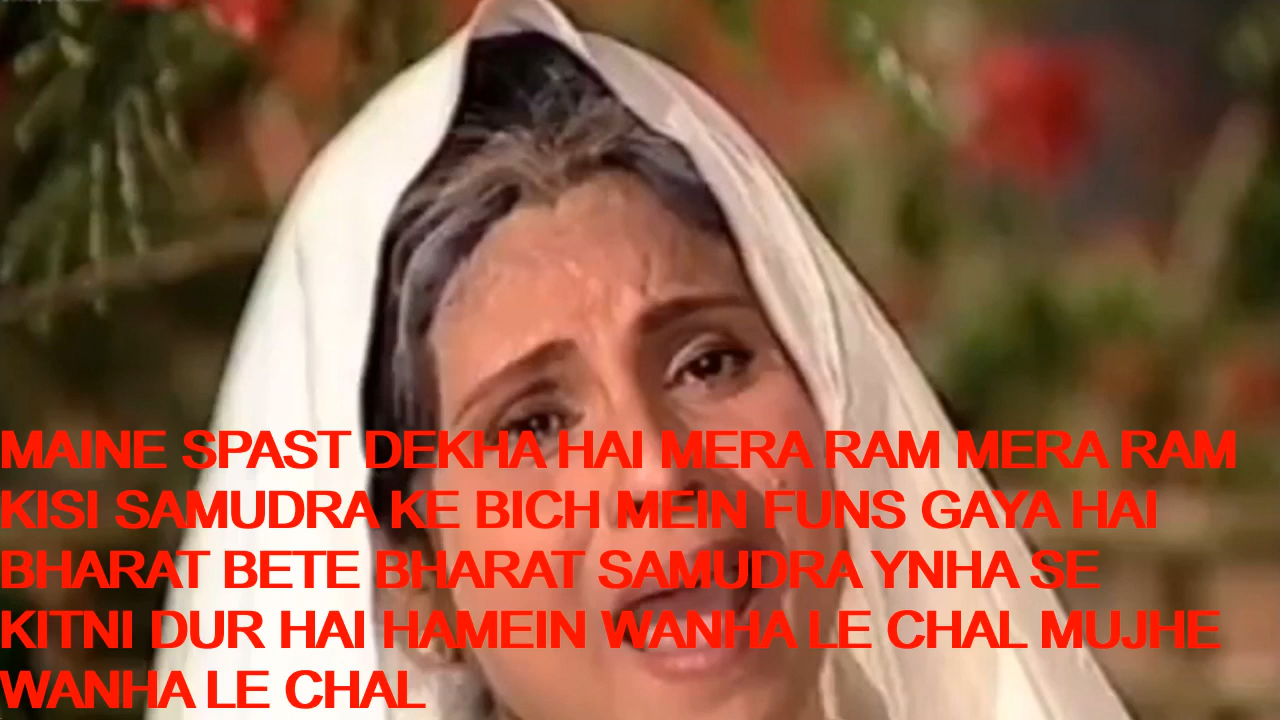 MAINE SPAST DEKHA HAI MERA RAM MERA RAM
KISI SAMUDRA KE BICH MEIN FUNS GAYA HAI
BHARAT BETE BHARAT SAMUDRA YNHA SE
KITNI DUR HAI HAMEIN WANHA LE CHAL MUJHE
WANHA LE CHAL